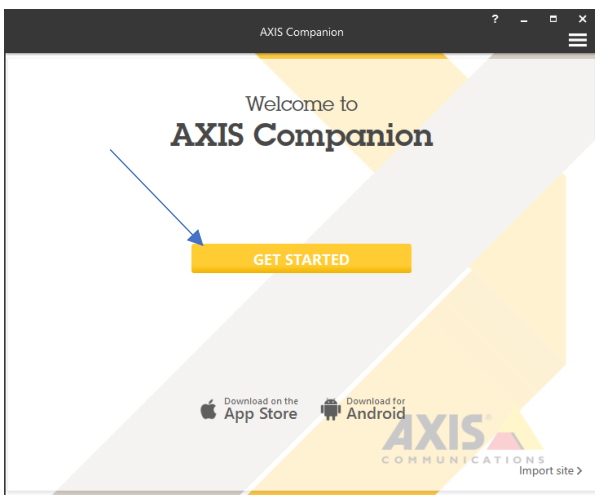 AXIS Companion
?
Welcome to
AXIS Companion
GET STARTED
Download on the
App Store
Download for
Android
AXIS
COMMUNICATIONS
Import site >